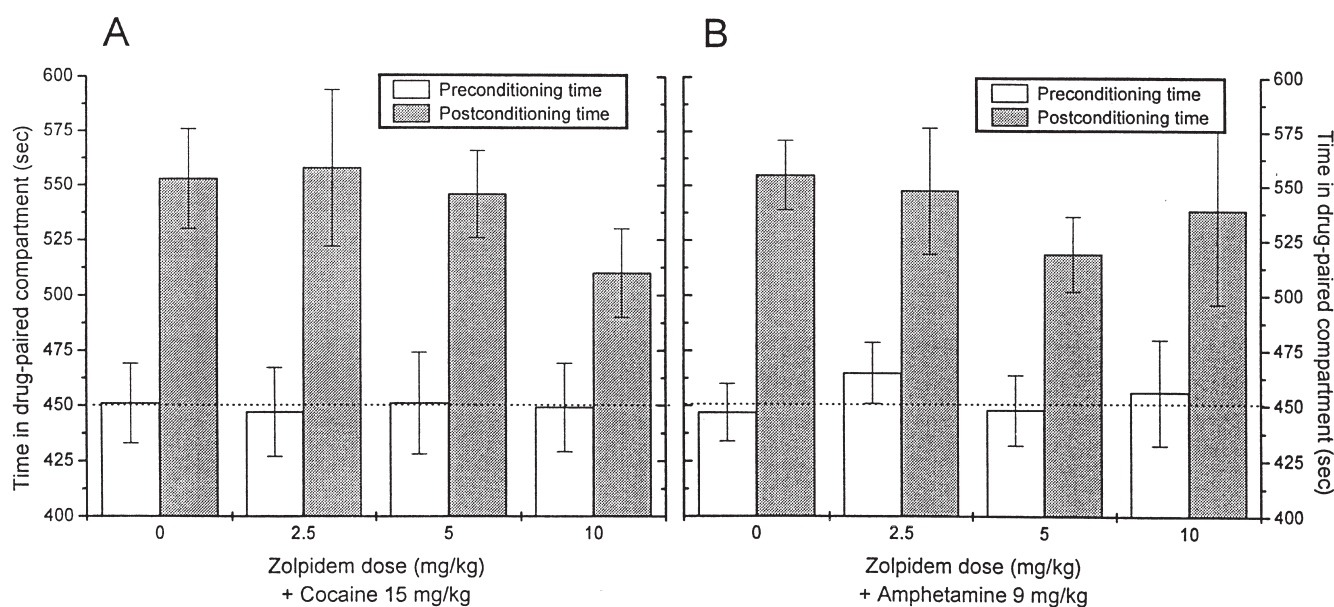 A
B
600
575
550
525
500
475
450
425
400
Time in drug-paired compartment (sec)
Preconditioning time
Postconditioning time
0
2.5
5
10
Zolpidem dose (mg/kg)
+ Cocaine 15 mg/kg
Preconditioning time
Postconditioning time
0
2.5
5
10
Zolpidem dose (mg/kg)
+ Amphetamine 9 mg/kg
600
575
550
525
500
475
450
425
400
Time in drug-paired compartment (sec)